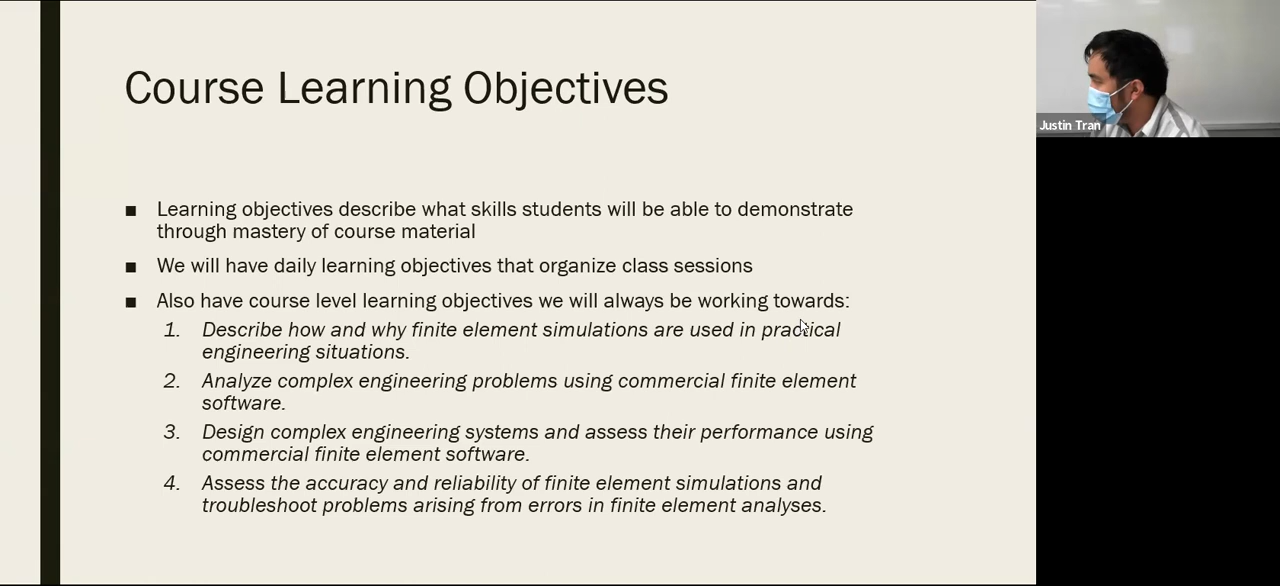 Course Learning Objectives
■ Learning objectives describe what skills students will be able to demonstrate
through mastery of course material
■ We will have daily learning objectives that organize class sessions
■ Also have course level learning objectives we will always be working towards:
1. Describe how and why finite element simulations are used in practical
engineering situations.
2. Analyze complex engineering problems using commercial finite element
software.
3. Design complex engineering systems and assess their performance using
commercial finite element software.
4. Assess the accuracy and reliability of finite element simulations and
troubleshoot problems arising from errors in finite element analyses.
Justin Tran